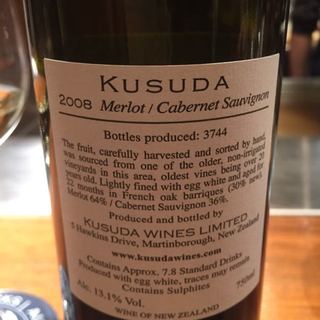 KUSUDA
2008 Merlot / Cabernet Sauvignon
Bottles produced: 3744
The fruit, carefully harvested and sorted by hand,
was sourced from one of the older, non-irrigated
vineyards in this area, oldest vines being over 20
years old. Lightly fined with egg white and aged for
22 months in French oak barriques (30% new).
Merlot 64% / Cabernet Sauvignon 36%.
Produced and bottled by
KUSUDA WINES LIMITED
5 Hawkins Drive, Martinborough, New Zealand
www.kusudawines.com
Contains Approx. 7.8 Standard Drinks
Produced with egg white, traces may remain
Contains Sulphites
Alc. 13.1% Vol. 750ml
WINE OF NEW ZEALAND